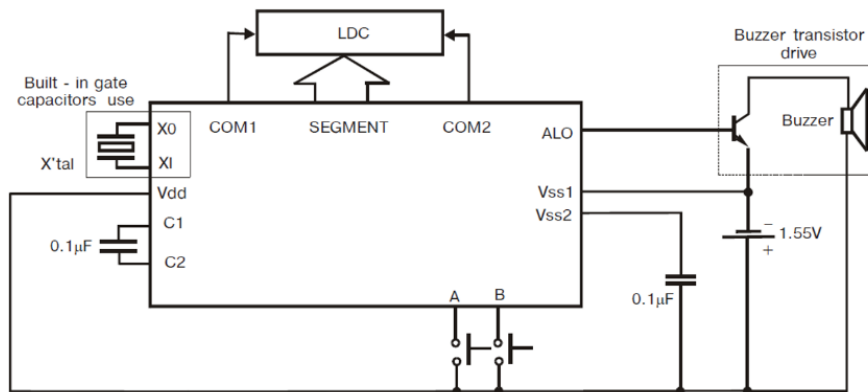 LDC
Buzzer transistor
drive
Built - in gate
capacitors use
X0
COM1
SEGMENT
COM2
ALO
Buzzer
X'tal
XI
Vdd
Vss1
C1
Vss2
0.1μF
C2
−
1.55V
+
A
B
0.1μF